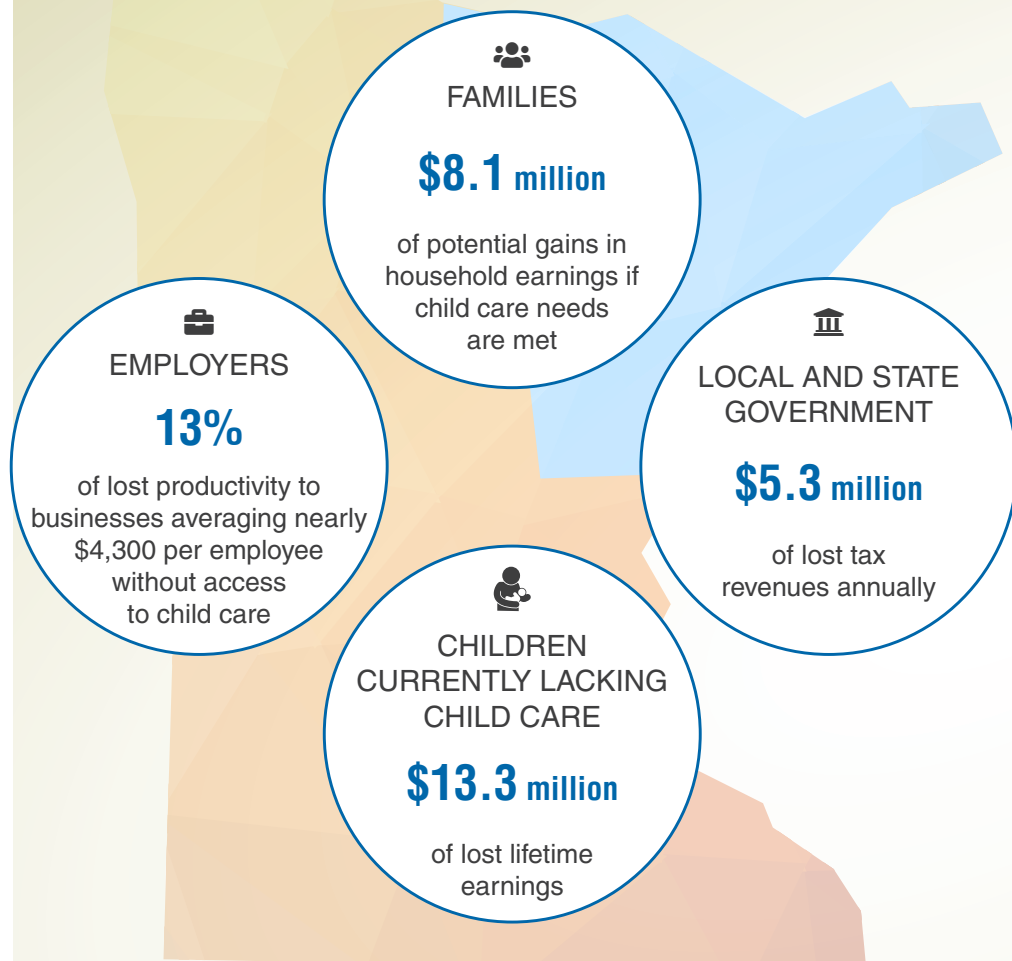 FAMILIES
$8.1 million
of potential gains in
household earnings if
child care needs
are met
EMPLOYERS
13%
of lost productivity to
businesses averaging nearly
$4,300 per employee
without access
to child care
LOCAL AND STATE
GOVERNMENT
$5.3 million
of lost tax
revenues annually
CHILDREN
CURRENTLY LACKING
CHILD CARE
$13.3 million
of lost lifetime
earnings